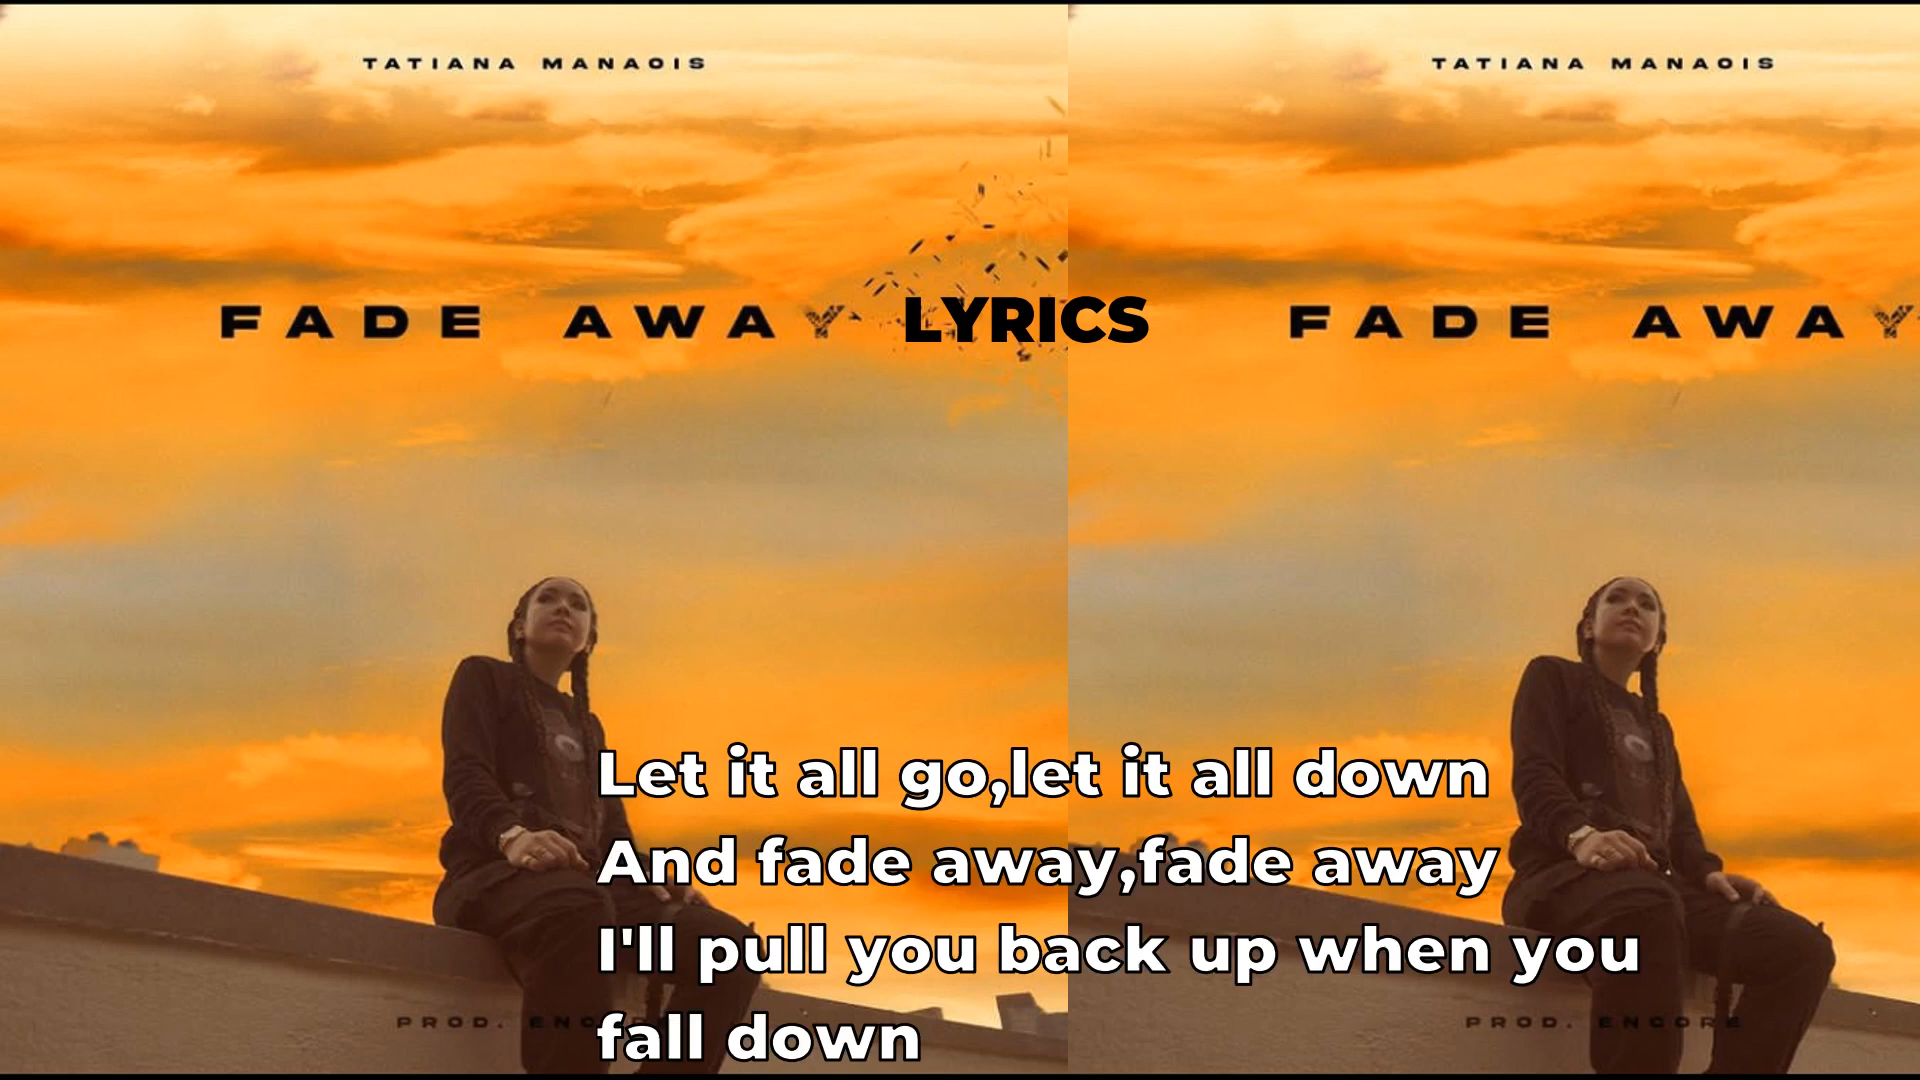 TATIANA MANAOIS
TATIANA MANAOIS
FADE AWAY LYRICS
FADE AWAY
Let it all go,let it all down
And fade away,fade away
I'll pull you back up when you
fall down
PROD. ENCORE
PROD. ENCORE